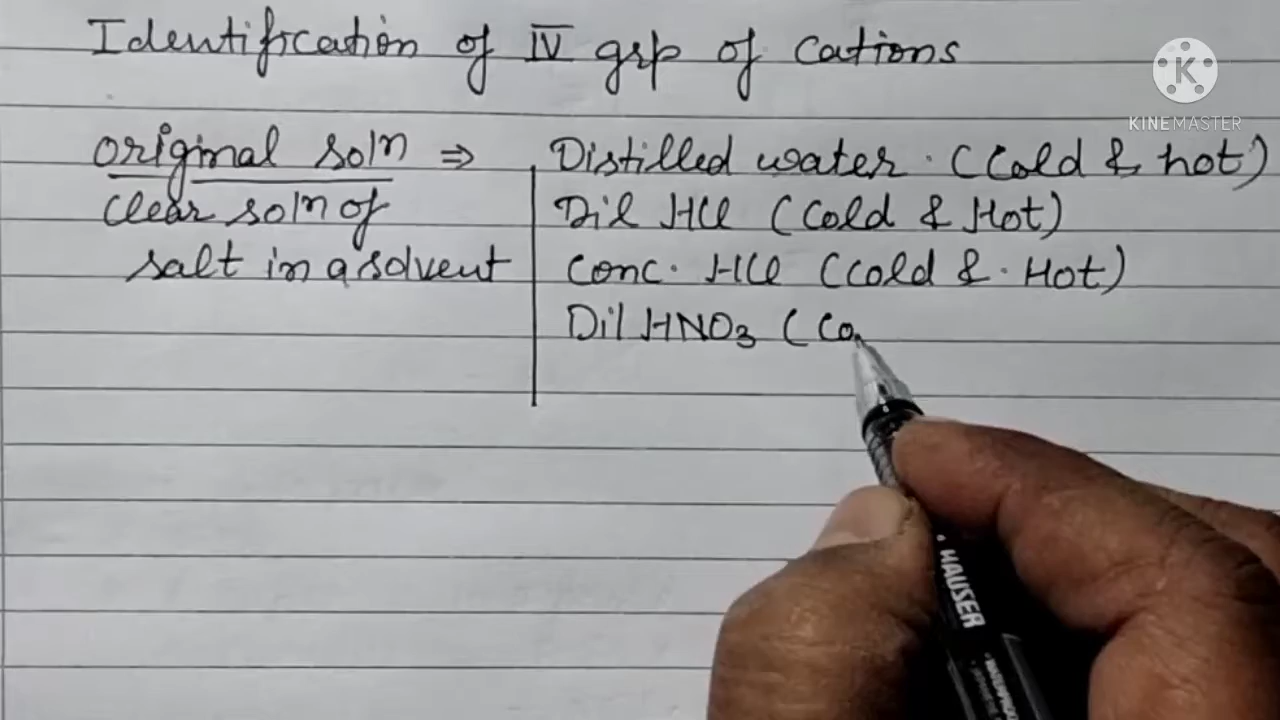 Identification of IV grp of cations
K
KINEMASTER
original soln ⇒
clear soln of
salt in a solvent
Distilled water. (Cold & hot)
Dil HCl (Cold & Hot)
Conc. HCl (Cold & Hot)
Dil HNO3 (Co
HAUSER